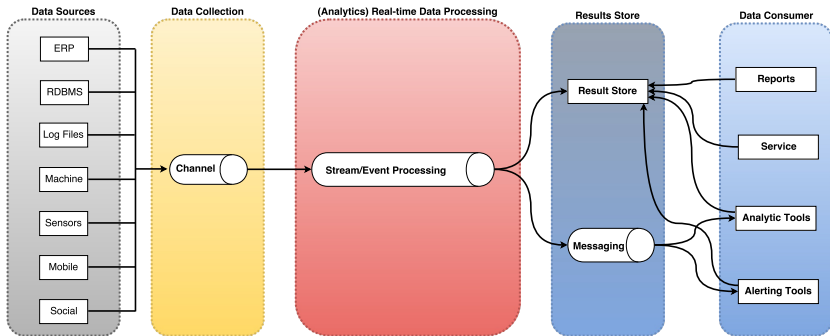 Data Sources
ERP
RDBMS
Log Files
Machine
Sensors
Mobile
Social
Data Collection
Channel
(Analytics) Real-time Data Processing
Stream/Event Processing
Results Store
Result Store
Messaging
Data Consumer
Reports
Service
Analytic Tools
Alerting Tools